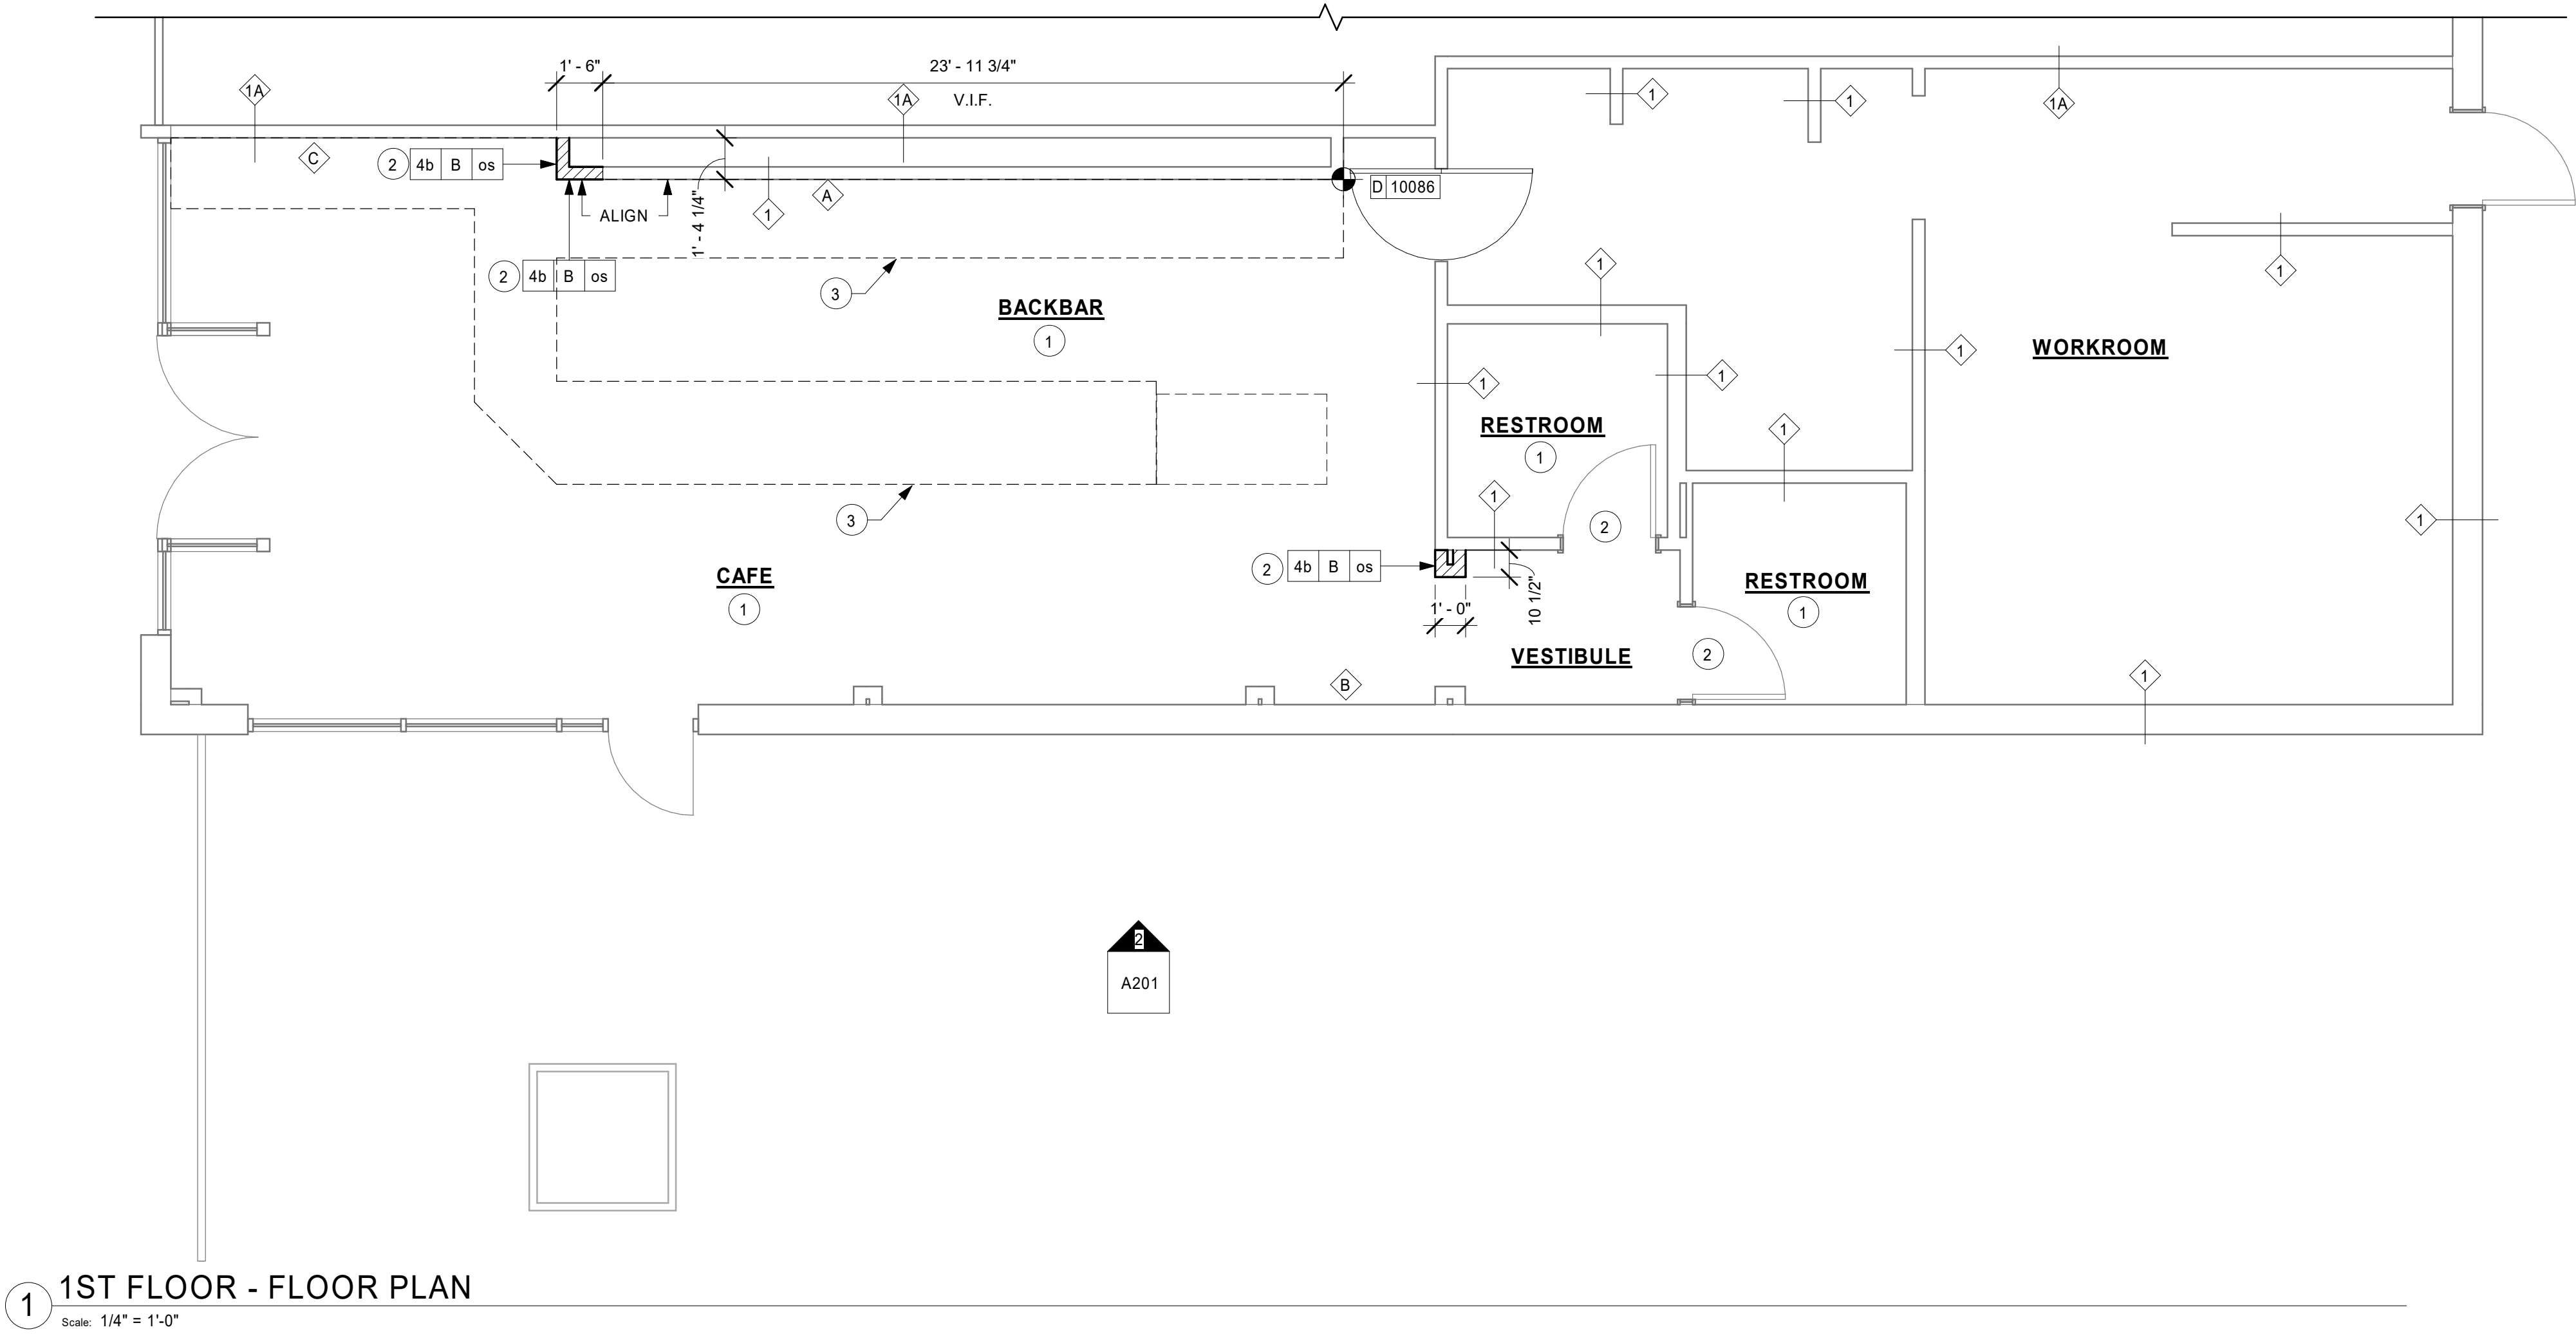 1' - 6"
23' - 11 3/4"
V.I.F.
1A
1A
1A
1
1
C
2 4b B os
ALIGN
1' - 4 1/4"
1
A
D 10086
2 4b B os
3
BACKBAR
1
1
1
1
1
1
WORKROOM
RESTROOM
1
1
1
3
2
1
CAFE
1
2 4b B os
1' - 0"
10 1/2"
RESTROOM
1
VESTIBULE
2
B
1
2
A201
1 1ST FLOOR - FLOOR PLAN
Scale: 1/4" = 1'-0"